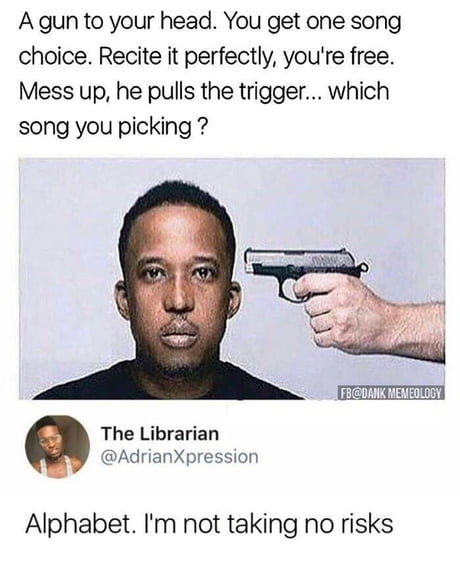 A gun to your head. You get one song
choice. Recite it perfectly, you're free.
Mess up, he pulls the trigger... which
song you picking ?
FB@DANK MEMEOLOGY
The Librarian
@AdrianXpression
Alphabet. I'm not taking no risks